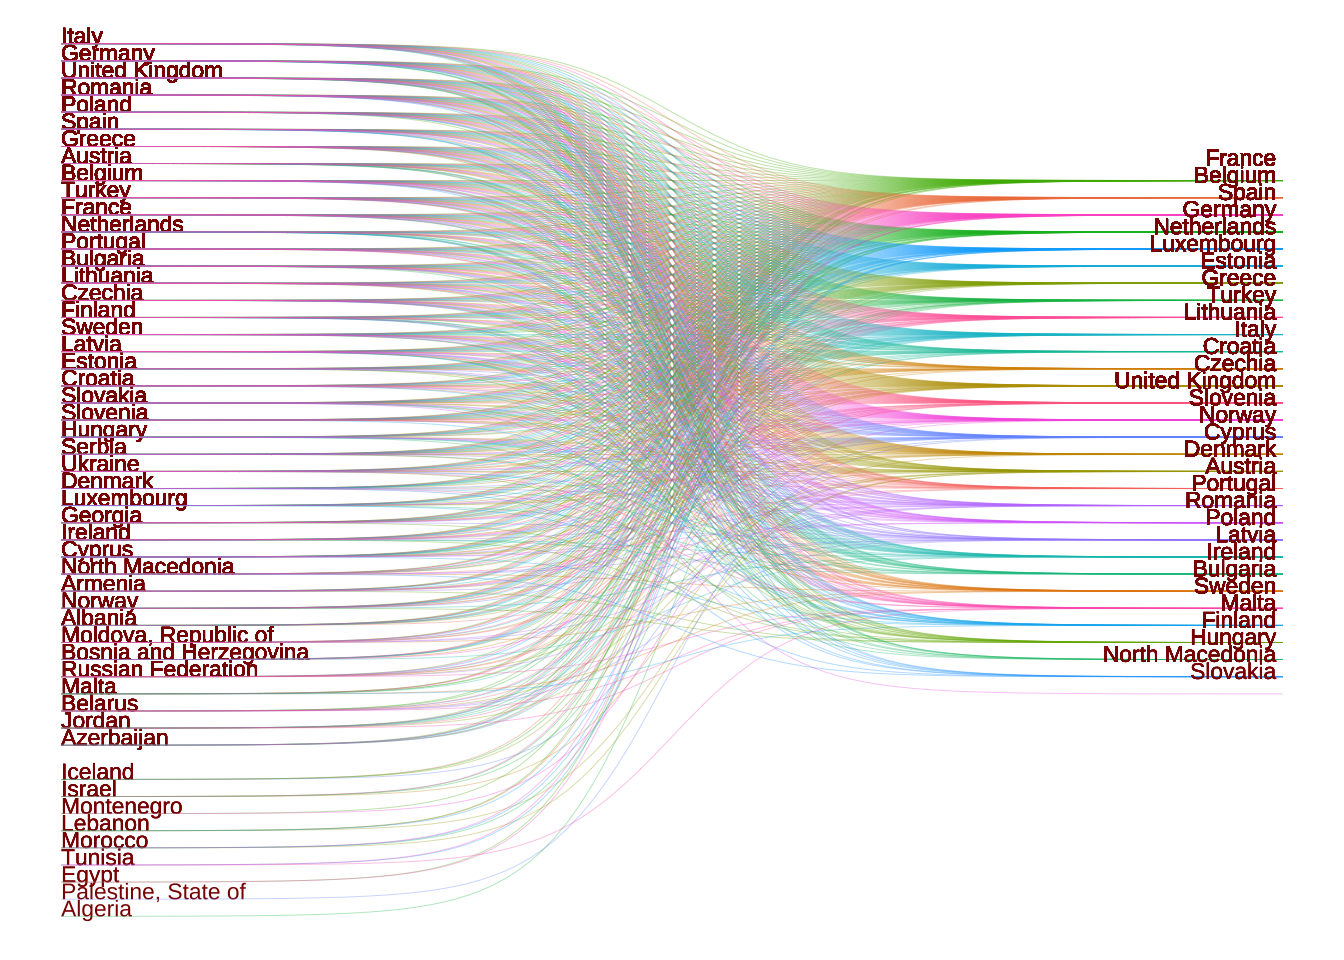 Italy
Germany
United Kingdom
Romania
Poland
Spain
Greece
Austria
Belgium
Turkey
France
Netherlands
Portugal
Bulgaria
Lithuania
Czechia
Finland
Sweden
Latvia
Estonia
Croatia
Slovakia
Slovenia
Hungary
Serbia
Ukraine
Denmark
Luxembourg
Georgia
Ireland
Cyprus
North Macedonia
Armenia
Norway
Albania
Moldova, Republic of
Bosnia and Herzegovina
Russian Federation
Malta
Belarus
Jordan
Azerbaijan
Iceland
Israel
Montenegro
Lebanon
Morocco
Tunisia
Egypt
Palestine, State of
Algeria
France
Belgium
Spain
Germany
Netherlands
Luxembourg
Estonia
Greece
Turkey
Lithuania
Italy
Croatia
Czechia
United Kingdom
Slovenia
Norway
Cyprus
Denmark
Austria
Portugal
Romania
Poland
Latvia
Ireland
Bulgaria
Sweden
Malta
Finland
Hungary
North Macedonia
Slovakia